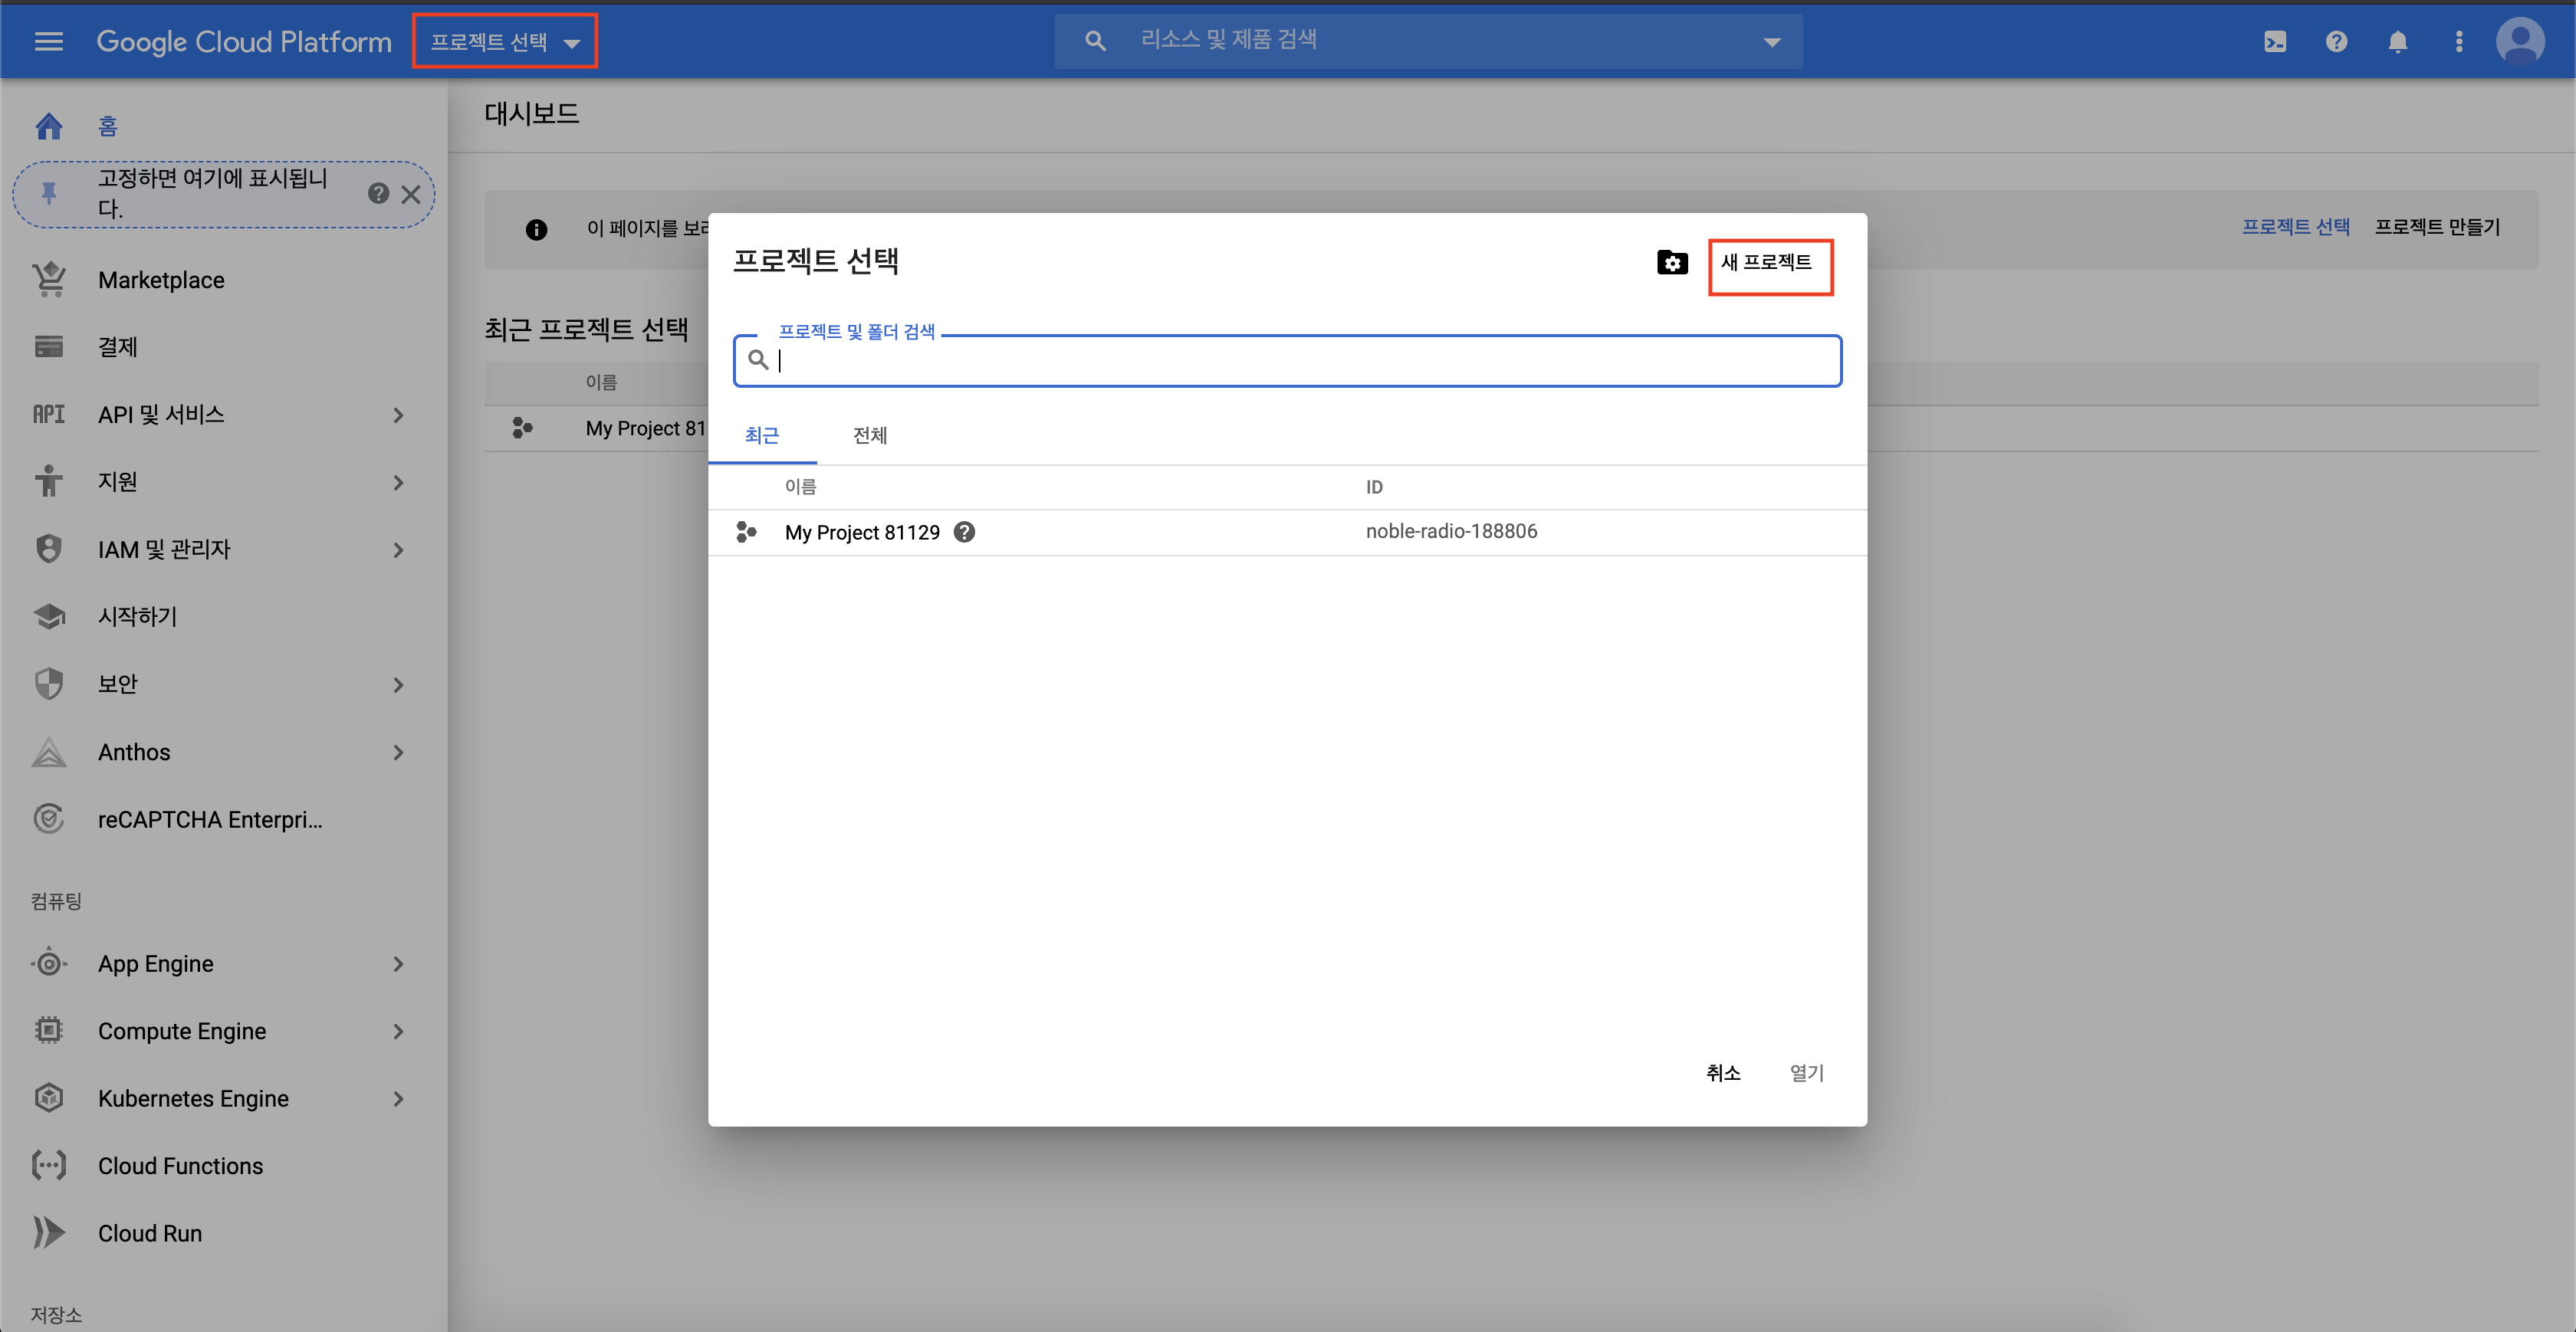 Google Cloud Platform
프로젝트 선택
리소스 및 제품 검색
홈
고정하면 여기에 표시됩니
다.
Marketplace
결제
API
API 및 서비스
지원
IAM 및 관리자
시작하기
보안
Anthos
reCAPTCHA Enterpri...
컴퓨팅
App Engine
Compute Engine
Kubernetes Engine
Cloud Functions
Cloud Run
저장소
대시보드
이 페이지를 보려
프로젝트 선택
프로젝트 만들기
최근 프로젝트 선택
이름
My Project 81
프로젝트 선택
새 프로젝트
프로젝트 및 폴더 검색
최근
전체
이름
ID
My Project 81129
noble-radio-188806
취소
열기